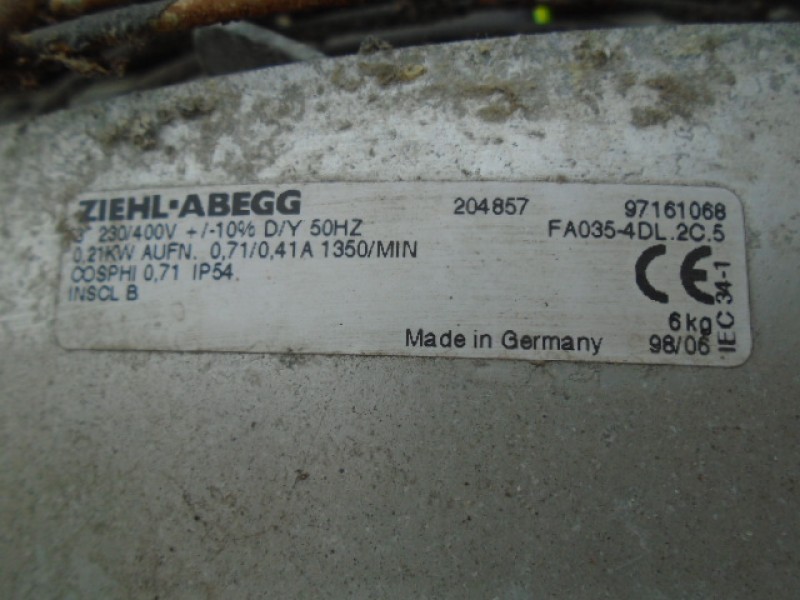 ZIEHL-ABEGG 204857 97161068
230/400V +/-10% D/Y 50HZ FA035-4DL.2C.5
0,21KW AUFN. 0,71/0,41A 1350/MIN
COSPHI 0,71 IP54.
INSCL B
CE
6 kg
Made in Germany 98/06
IEC 34-1